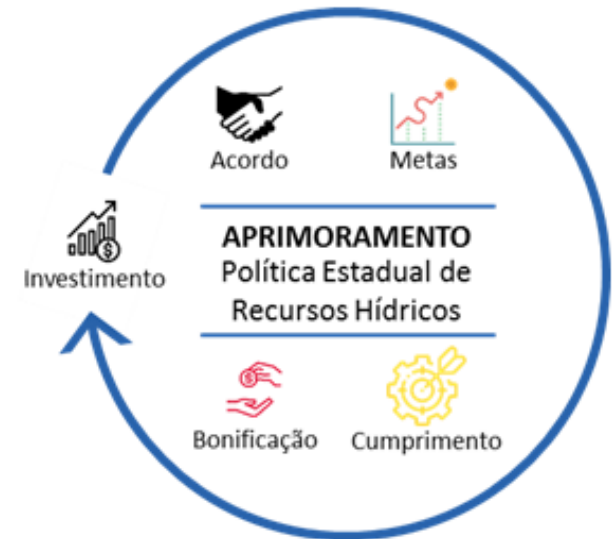 Acordo
Metas
Investimento
APRIMORAMENTO
Política Estadual de
Recursos Hídricos
Bonificação
Cumprimento